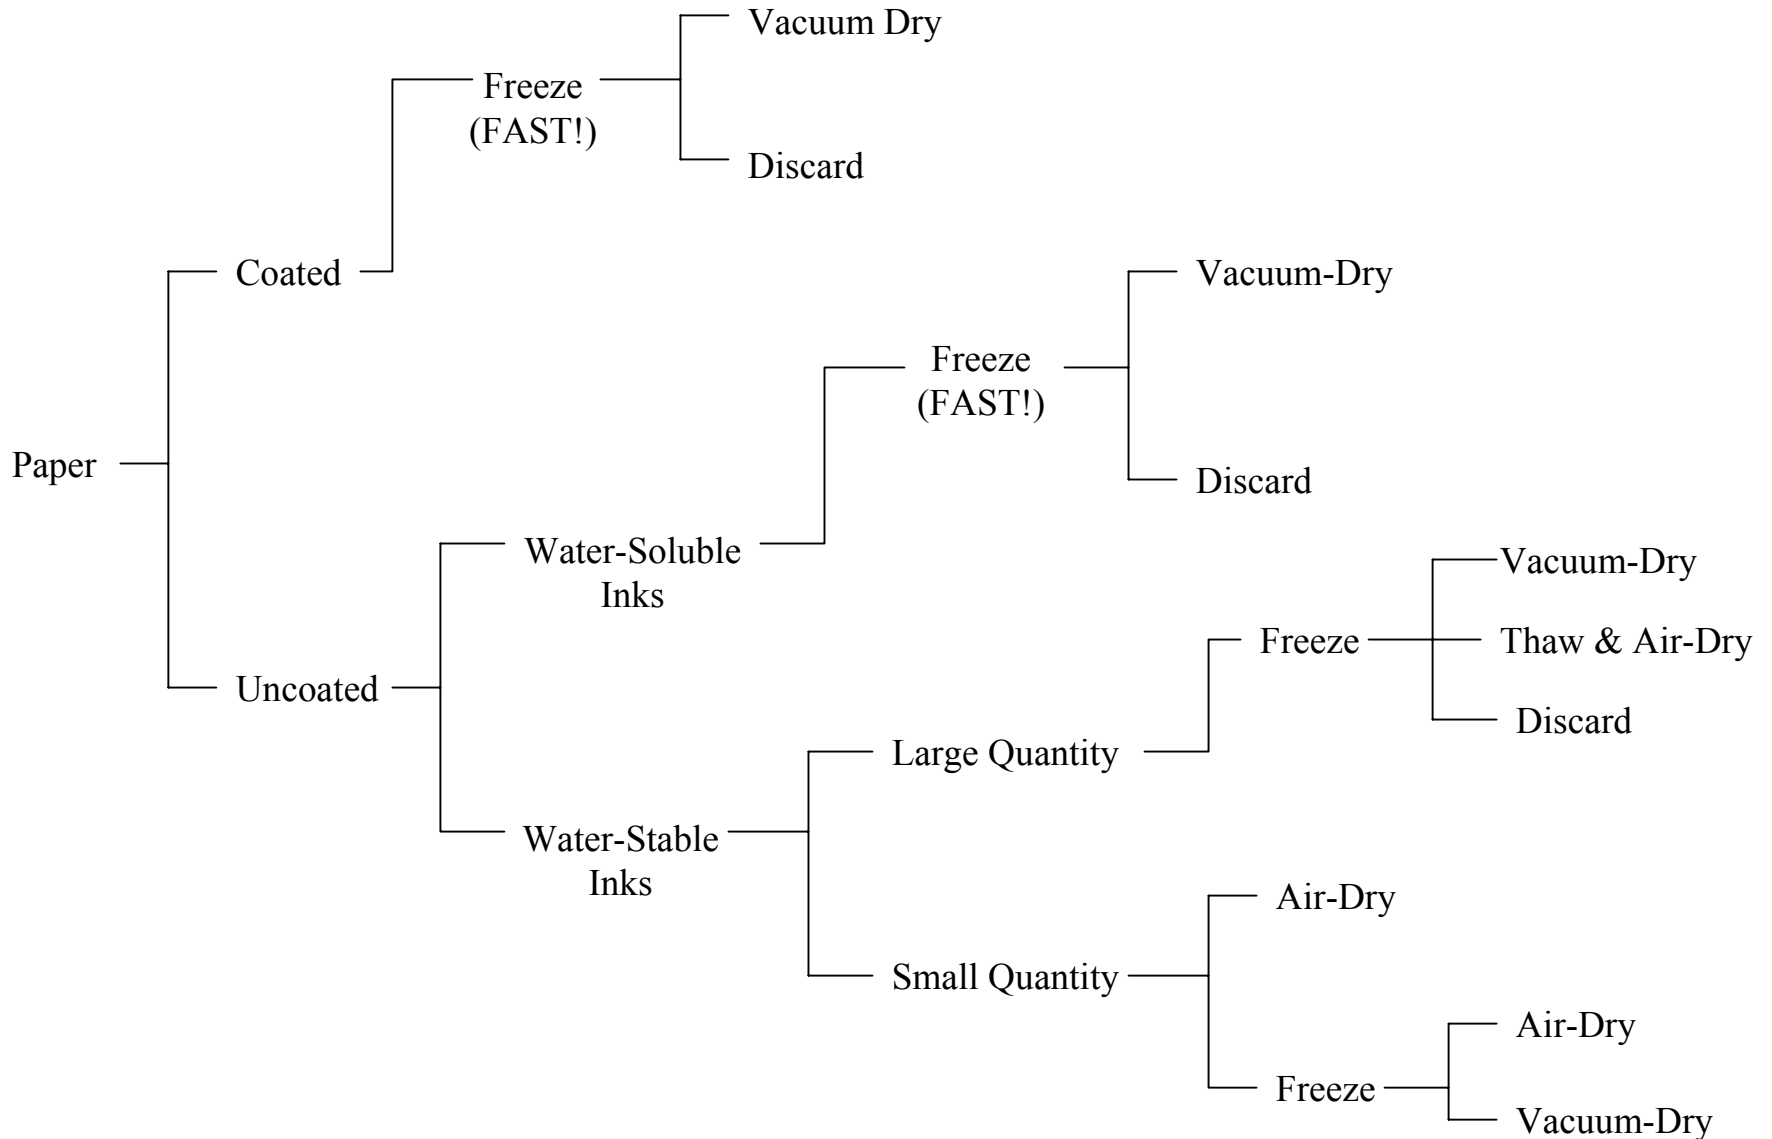 Vacuum Dry
Freeze
(FAST!)
Discard
Coated
Vacuum-Dry
Freeze
(FAST!)
Paper
Discard
Water-Soluble
Inks
Vacuum-Dry
Freeze
Thaw & Air-Dry
Uncoated
Discard
Large Quantity
Water-Stable
Inks
Air-Dry
Small Quantity
Air-Dry
Freeze
Vacuum-Dry